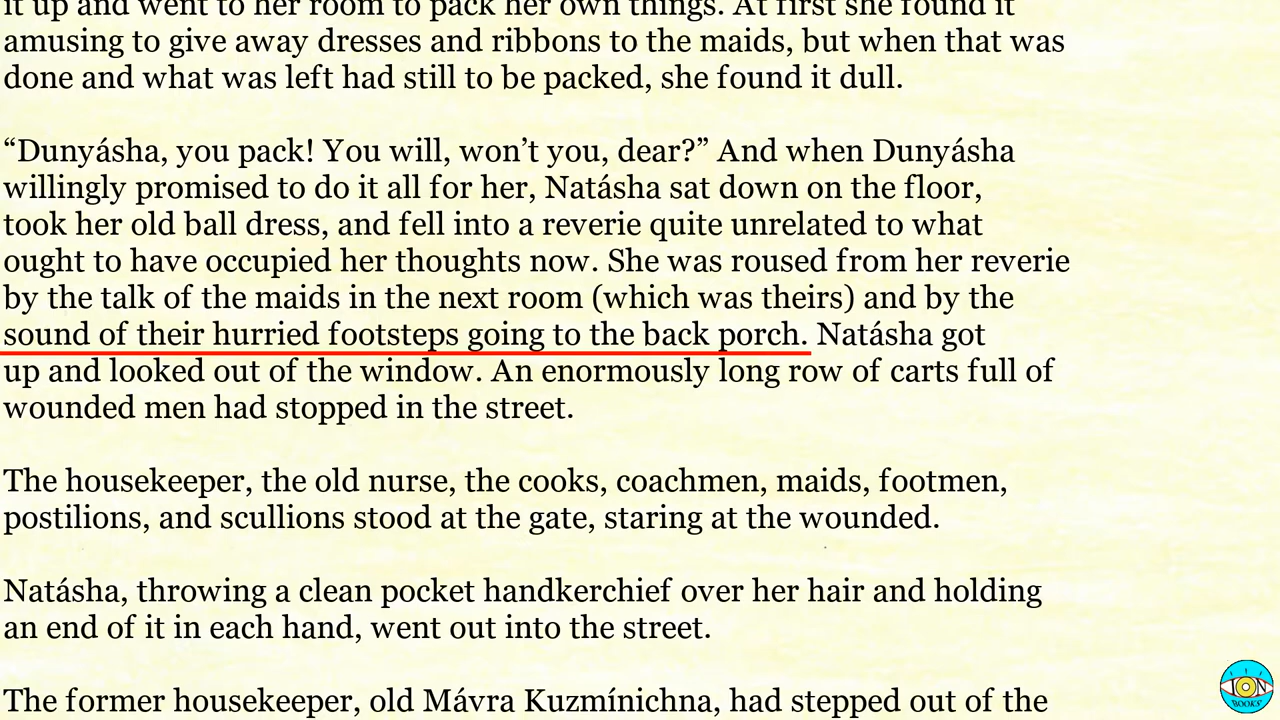 it up and went to her room to pack her own things. At first she found it
amusing to give away dresses and ribbons to the maids, but when that was
done and what was left had still to be packed, she found it dull.
“Dunyásha, you pack! You will, won’t you, dear?” And when Dunyásha
willingly promised to do it all for her, Natásha sat down on the floor,
took her old ball dress, and fell into a reverie quite unrelated to what
ought to have occupied her thoughts now. She was roused from her reverie
by the talk of the maids in the next room (which was theirs) and by the
sound of their hurried footsteps going to the back porch. Natásha got
up and looked out of the window. An enormously long row of carts full of
wounded men had stopped in the street.
The housekeeper, the old nurse, the cooks, coachmen, maids, footmen,
postilions, and scullions stood at the gate, staring at the wounded.
Natásha, throwing a clean pocket handkerchief over her hair and holding
an end of it in each hand, went out into the street.
The former housekeeper, old Mávra Kuzmínichna, had stepped out of the
ION
BOOKS